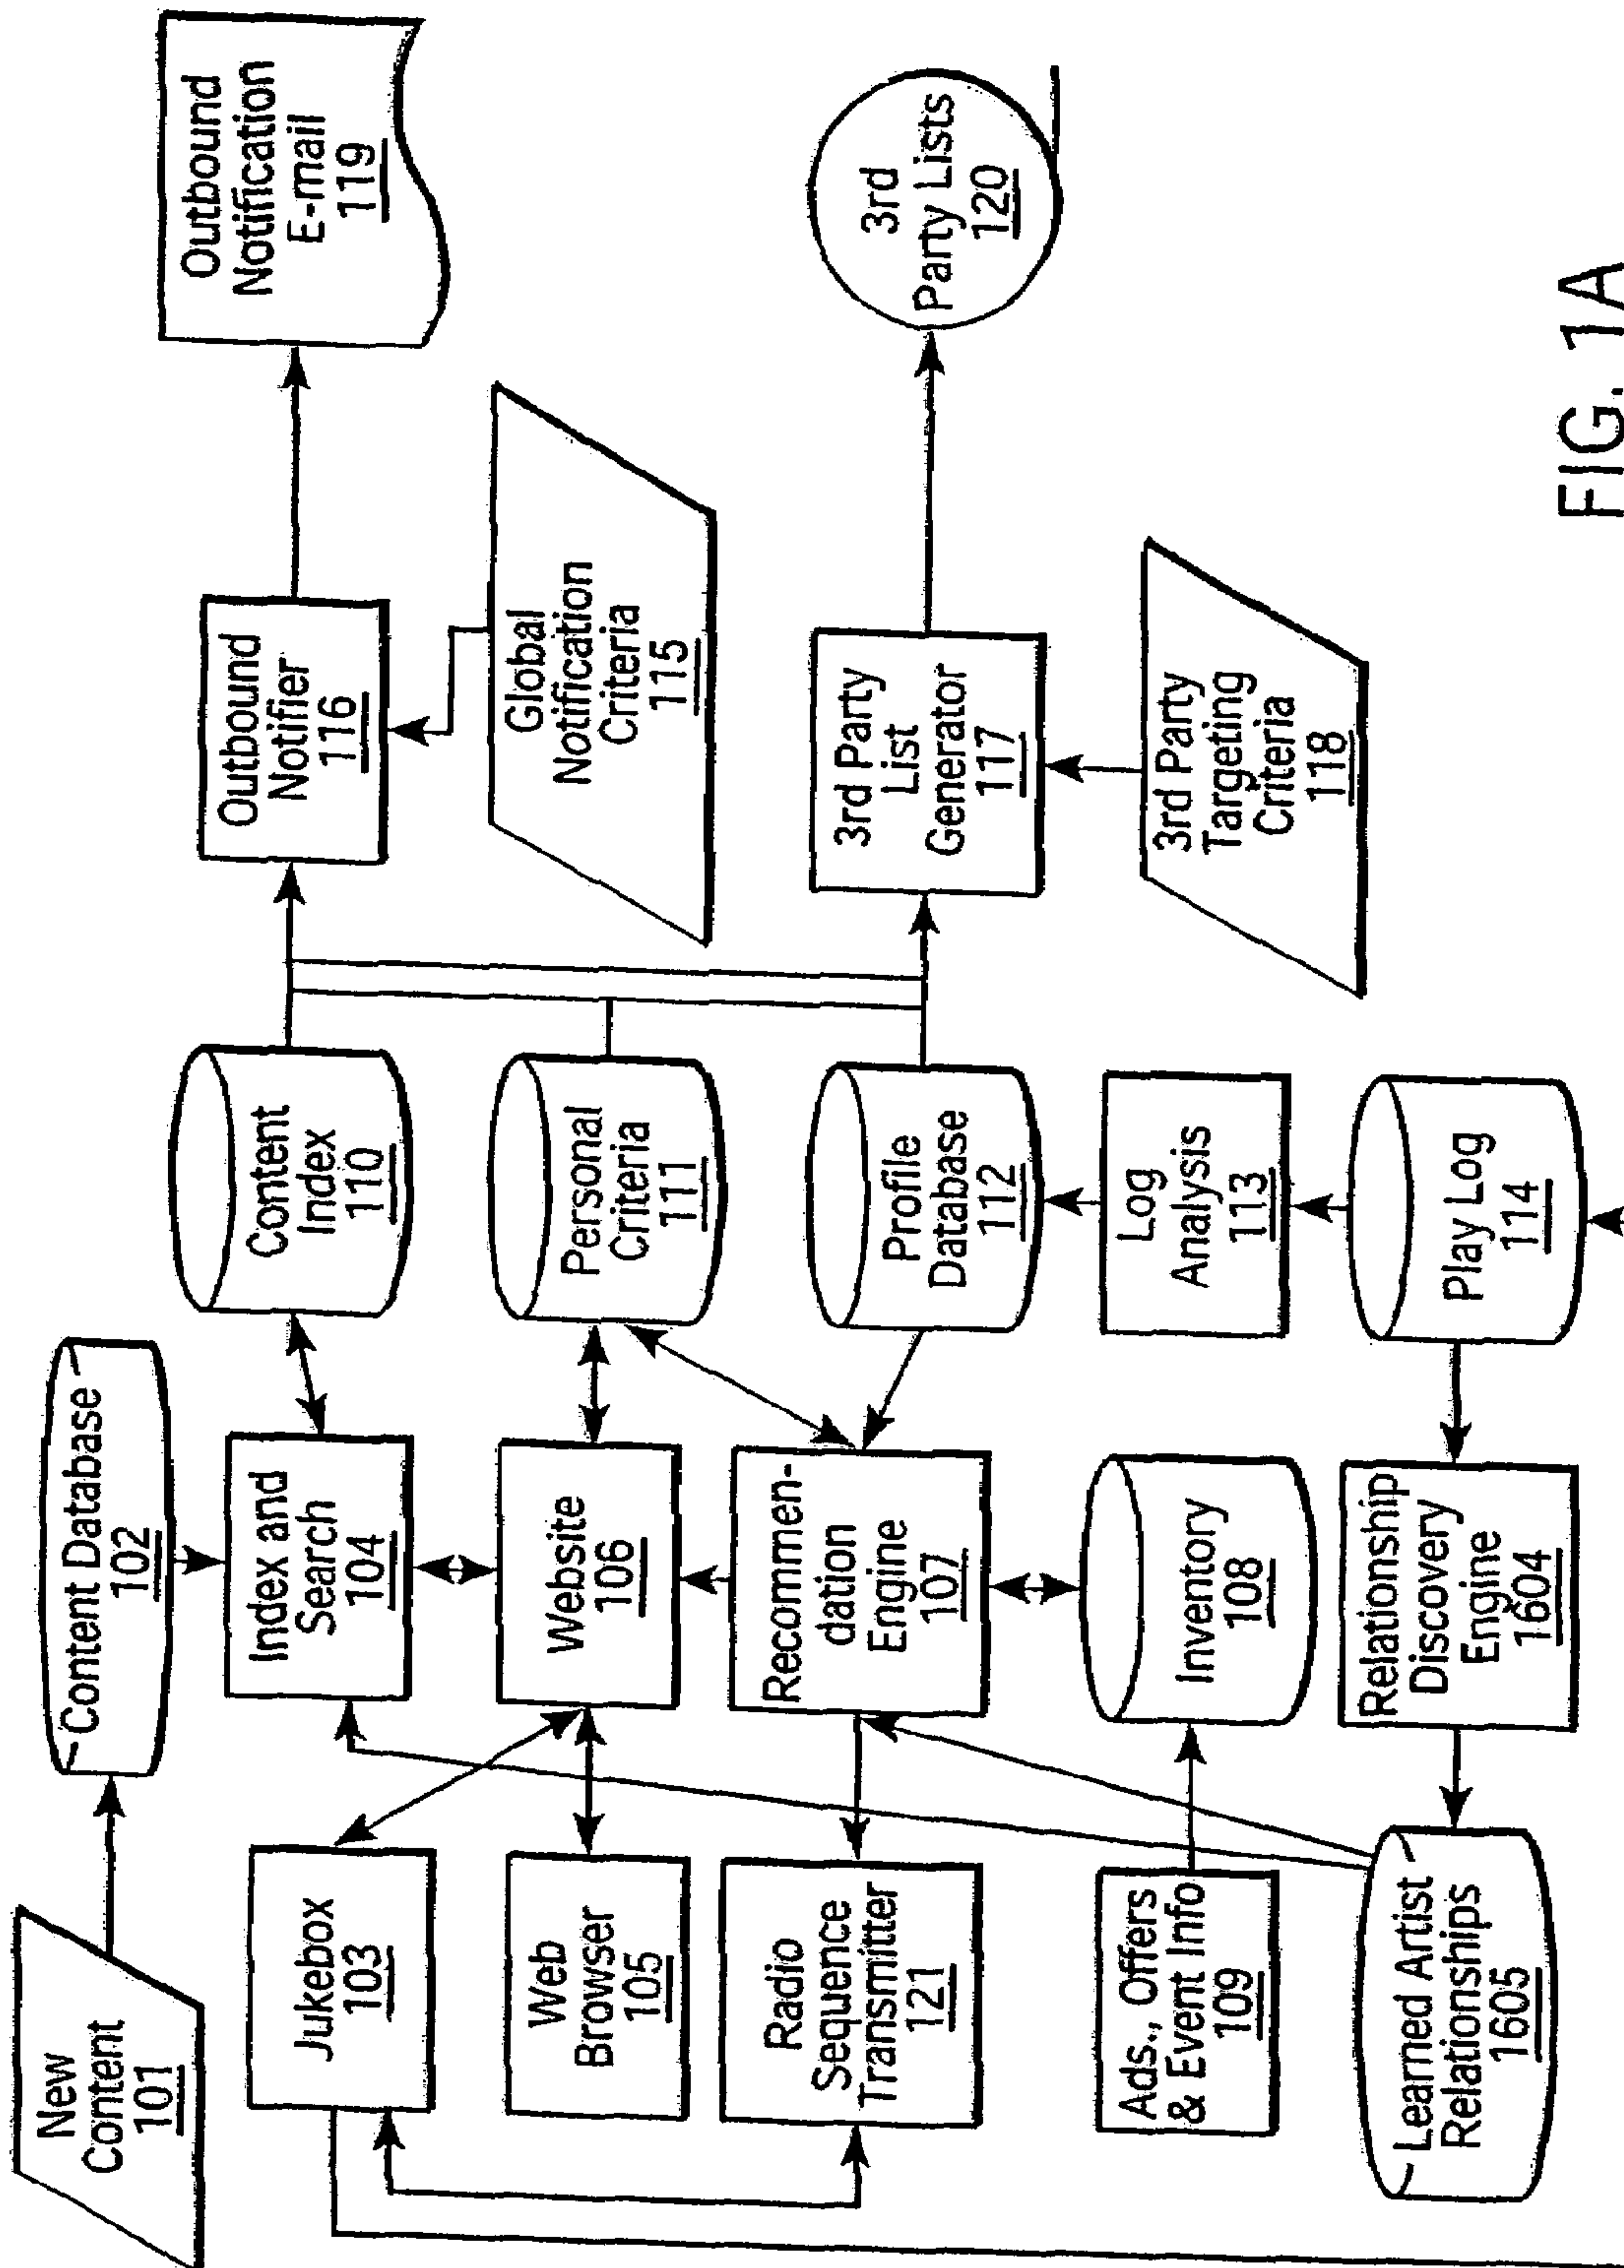 New
Content
101
Content Database
102
Jukebox
103
Index and
Search
104
Content
Index
110
Outbound
Notifier
116
Outbound
Notification
E-mail
119
Web
Browser
105
Website
106
Personal
Criteria
111
Global
Notification
Criteria
115
Radio
Sequence
Transmitter
121
Recommen-
dation
Engine
107
Profile
Database
112
3rd Party
List
Generator
117
3rd
Party Lists
120
Ads., Offers
& Event Info
109
Inventory
108
Log
Analysis
113
3rd Party
Targeting
Criteria
118
Learned Artist
Relationships
1605
Relationship
Discovery
Engine
1604
Play Log
114
FIG. 1A